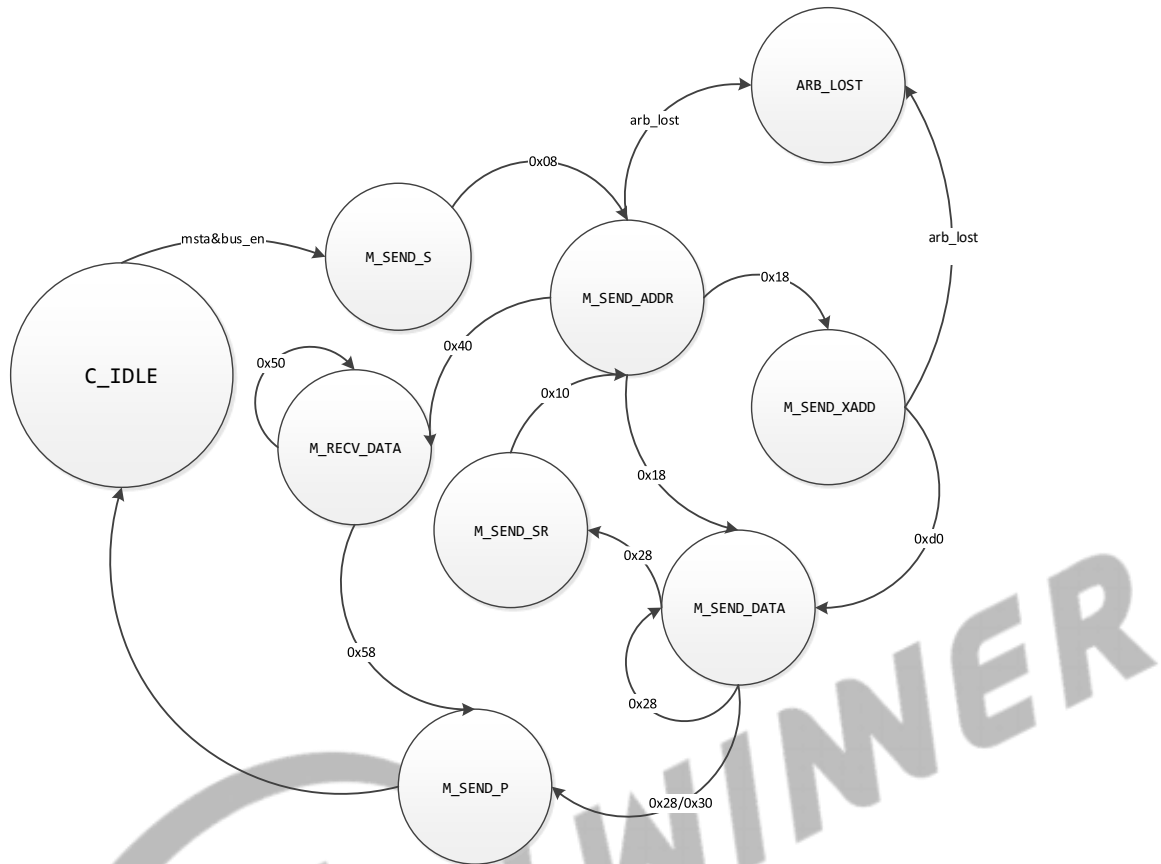 ARB_LOST
arb_lost
0x08
msta&bus_en
M_SEND_S
arb_lost
M_SEND_ADDR
0x18
0x40
0x50
C_IDLE
0x10
M_SEND_XADD
M_RECV_DATA
0x18
M_SEND_SR
0x28
0xd0
M_SEND_DATA
0x58
0x28
M_SEND_P
0x28/0x30
WINNER